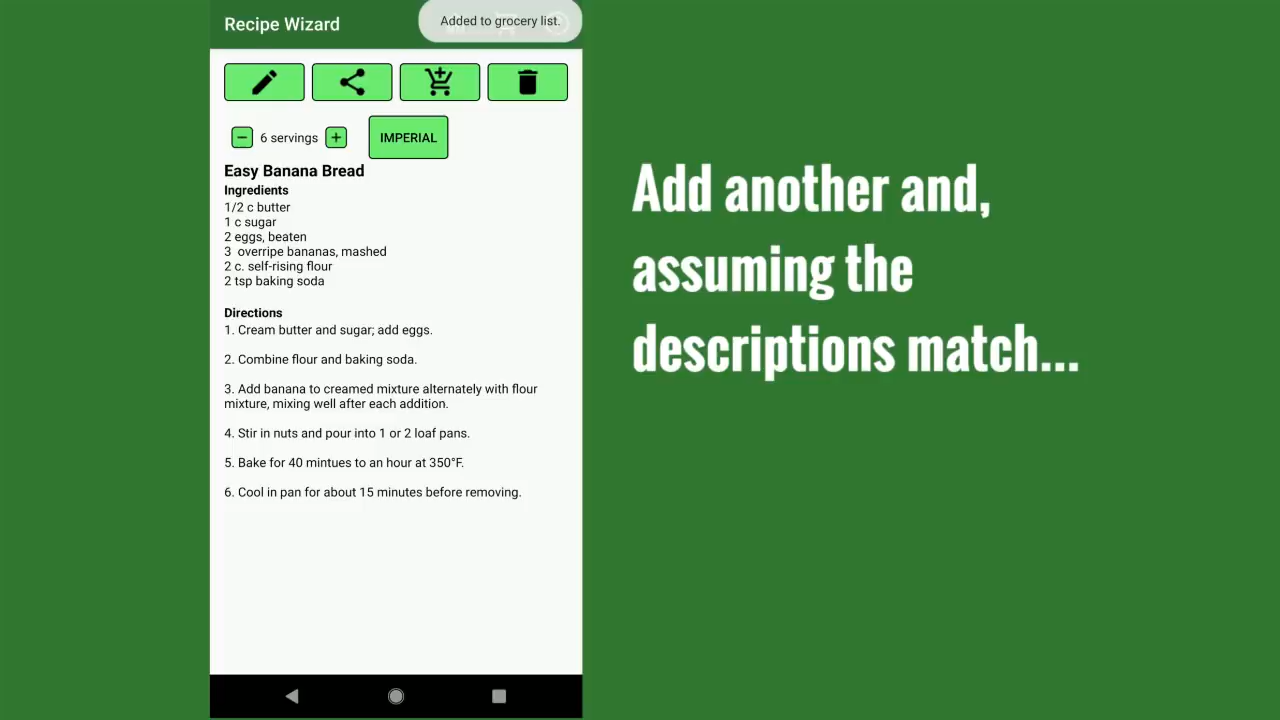 Recipe Wizard
Added to grocery list.
6 servings
IMPERIAL
Easy Banana Bread
Ingredients
1/2 c butter
1 c sugar
2 eggs, beaten
3  overripe bananas, mashed
2 c. self-rising flour
2 tsp baking soda
Directions
1. Cream butter and sugar; add eggs.
2. Combine flour and baking soda.
3. Add banana to creamed mixture alternately with flour
mixture, mixing well after each addition.
4. Stir in nuts and pour into 1 or 2 loaf pans.
5. Bake for 40 mintues to an hour at 350°F.
6. Cool in pan for about 15 minutes before removing.
Add another and,
assuming the
descriptions match...